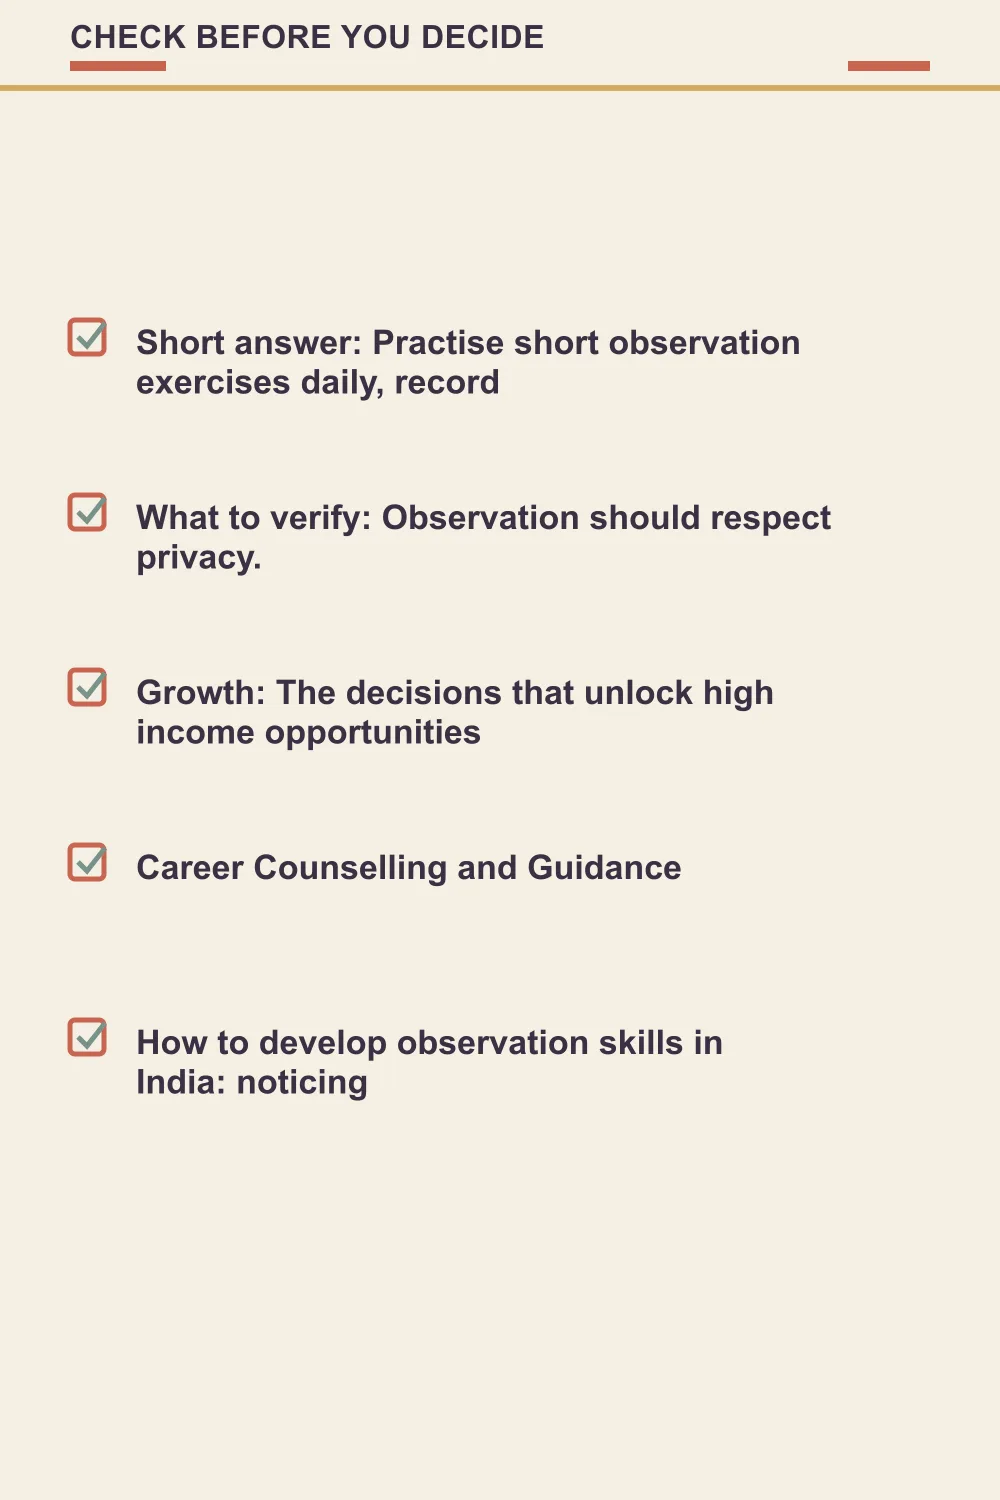 CHECK BEFORE YOU DECIDE
Short answer: Practise short observation
exercises daily, record
What to verify: Observation should respect
privacy.
Growth: The decisions that unlock high
income opportunities
Career Counselling and Guidance
How to develop observation skills in
India: noticing